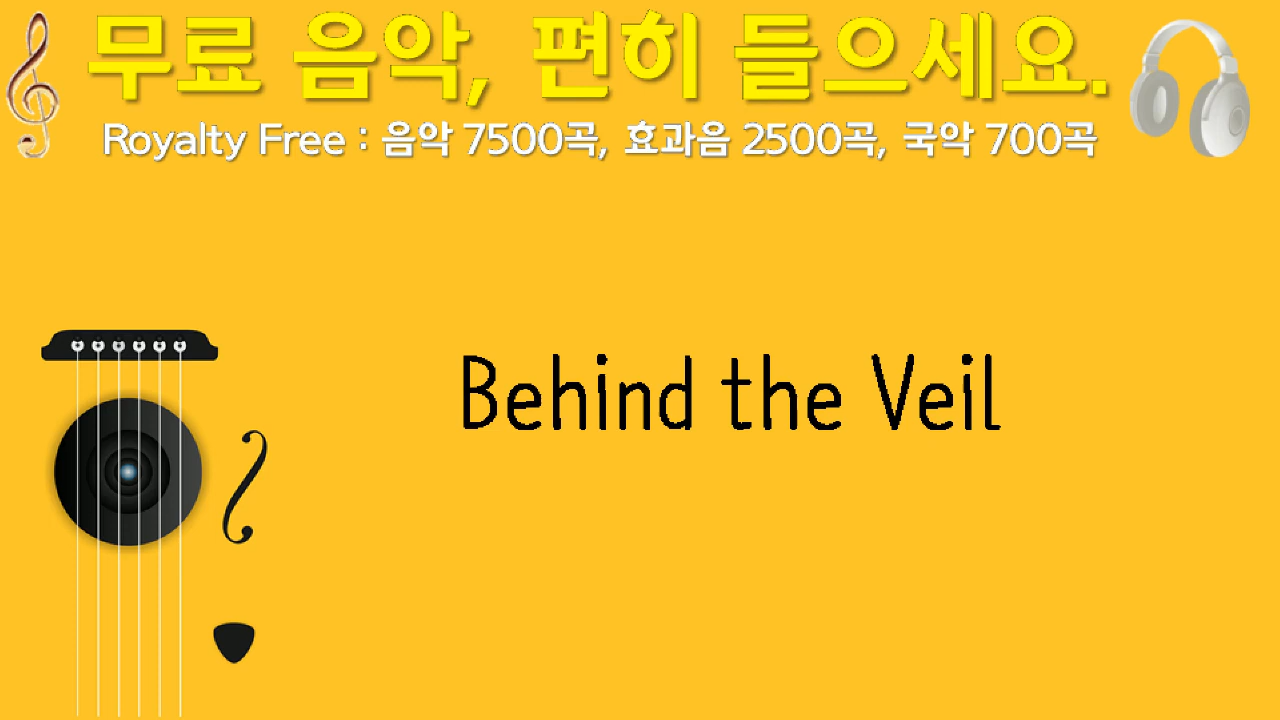 무료 음악, 편히 들으세요.
Royalty Free : 음악 7500곡, 효과음 2500곡, 국악 700곡
Behind the Veil